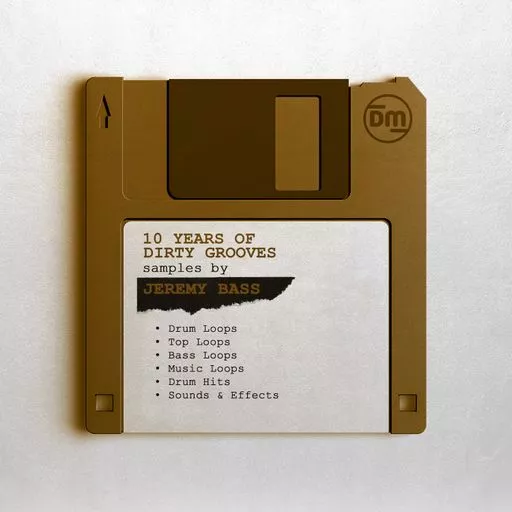 Dm
10 YEARS OF
DIRTY GROOVES
samples by
JEREMY BASS
• Drum Loops
• Top Loops
• Bass Loops
• Music Loops
• Drum Hits
• Sounds & Effects